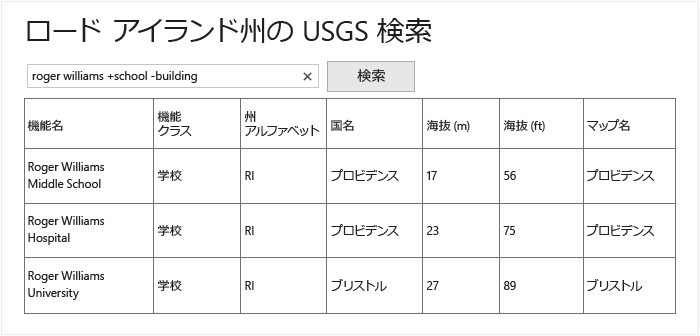 ロード アイランド州の USGS 検索
roger williams +school -building ×
検索
機能名
機能
クラス
州
アルファベット
国名
海抜 (m)
海抜 (ft)
マップ名
Roger Williams
Middle School
学校
RI
プロビデンス
17
56
プロビデンス
Roger Williams
Hospital
学校
RI
プロビデンス
23
75
プロビデンス
Roger Williams
University
学校
RI
ブリストル
27
89
ブリストル